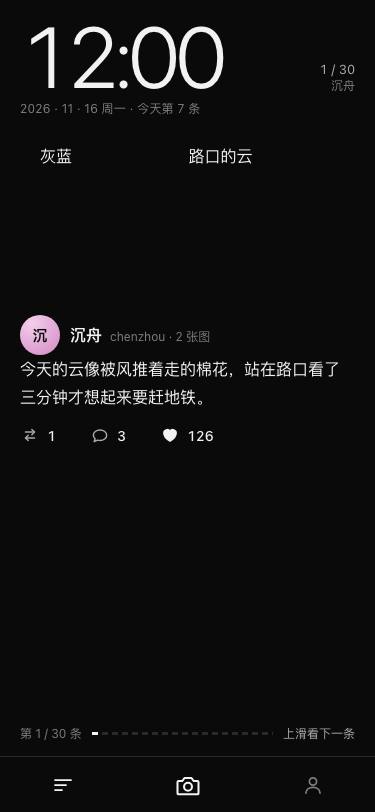 12:00
1 / 30
沉舟
2026 · 11 · 16 周一 · 今天第 7 条
灰蓝
路口的云
沉
沉舟 chenzhou · 2 张图
今天的云像被风推着走的棉花，站在路口看了
三分钟才想起来要赶地铁。
1 3 126
第 1 / 30 条
上滑看下一条